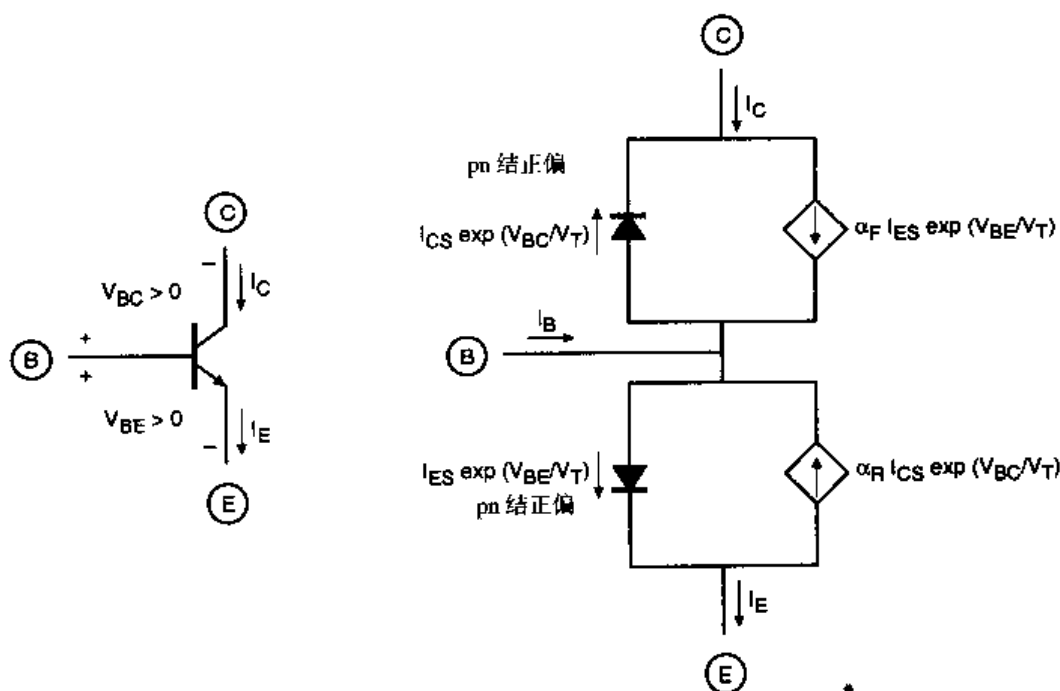 C
I_C
pn 结正偏
I_CS exp (V_BC/V_T)
α_F I_ES exp (V_BE/V_T)
C
−
I_C
V_BC > 0
B
+
+
V_BE > 0
I_E
−
E
I_B
B
I_ES exp (V_BE/V_T)
pn 结正偏
α_R I_CS exp (V_BC/V_T)
I_E
E